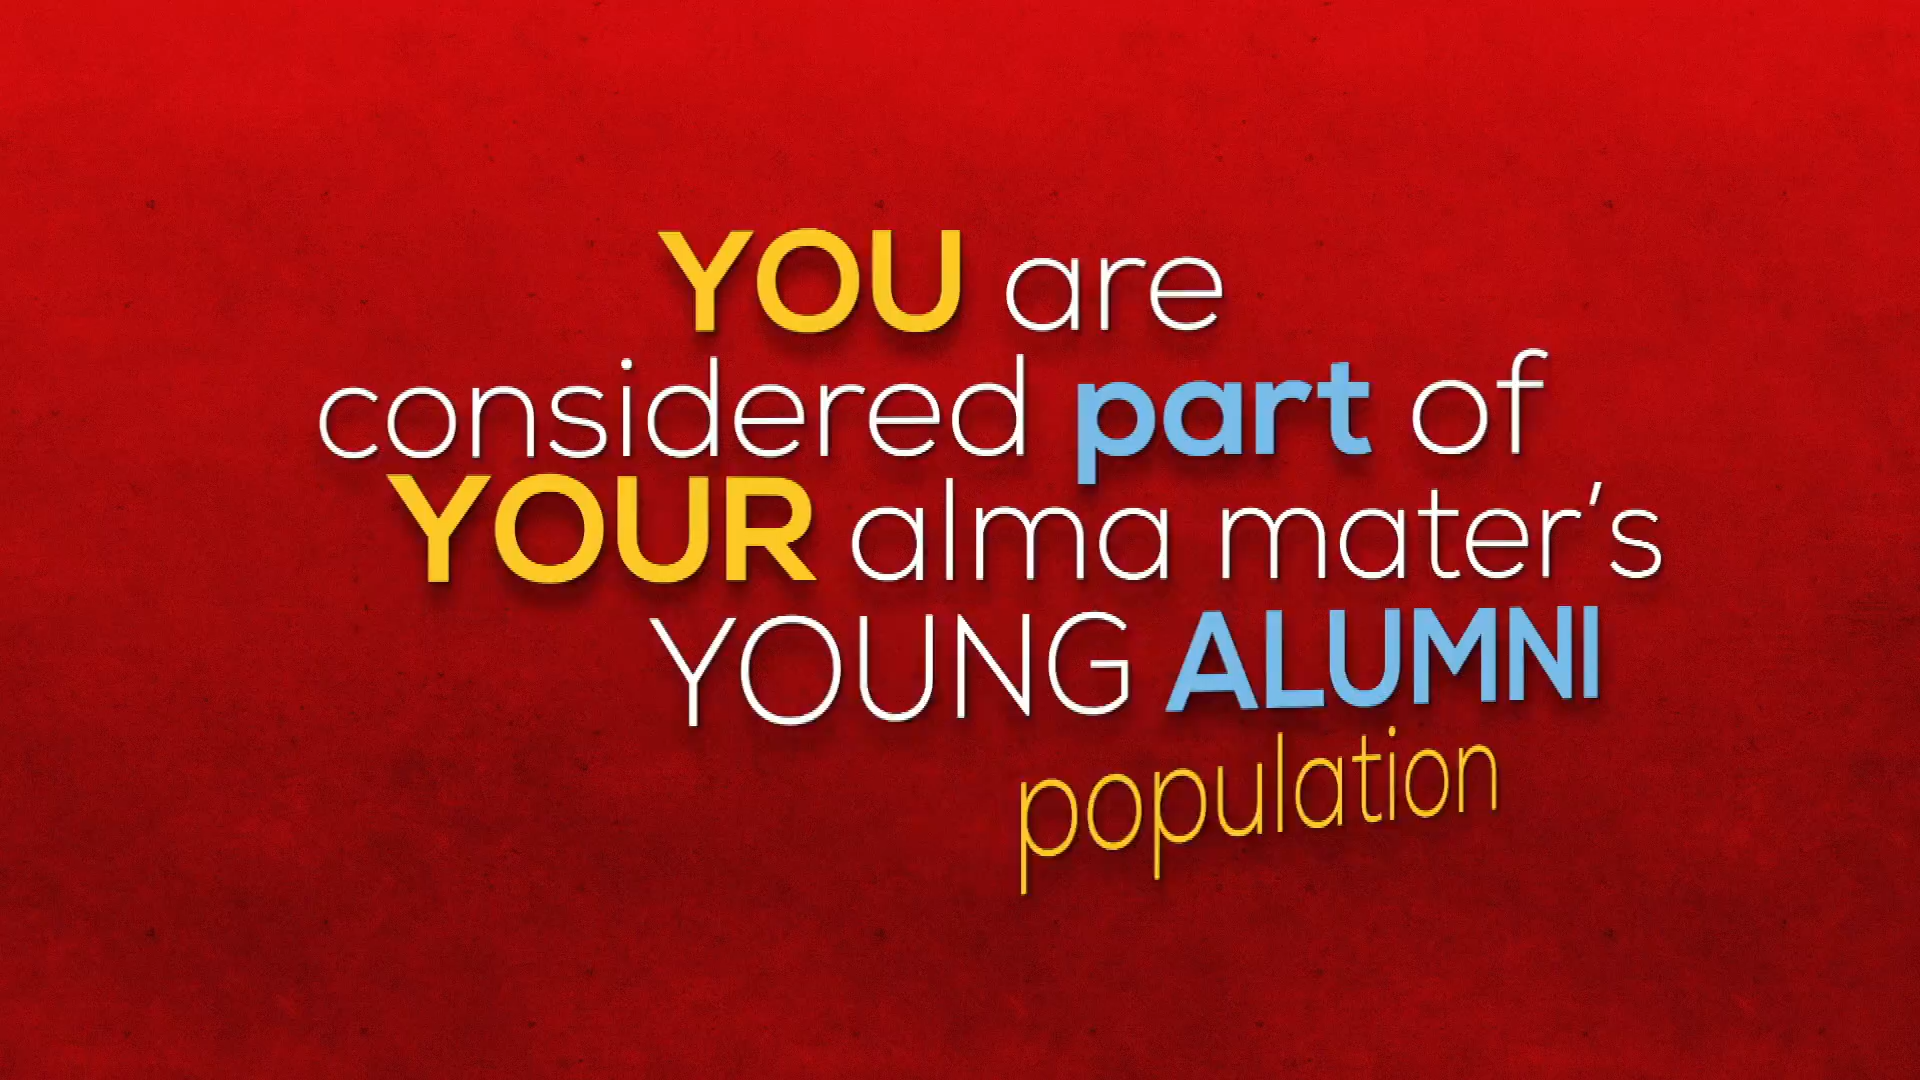 YOU are
considered part of
YOUR alma mater’s
YOUNG ALUMNI
population